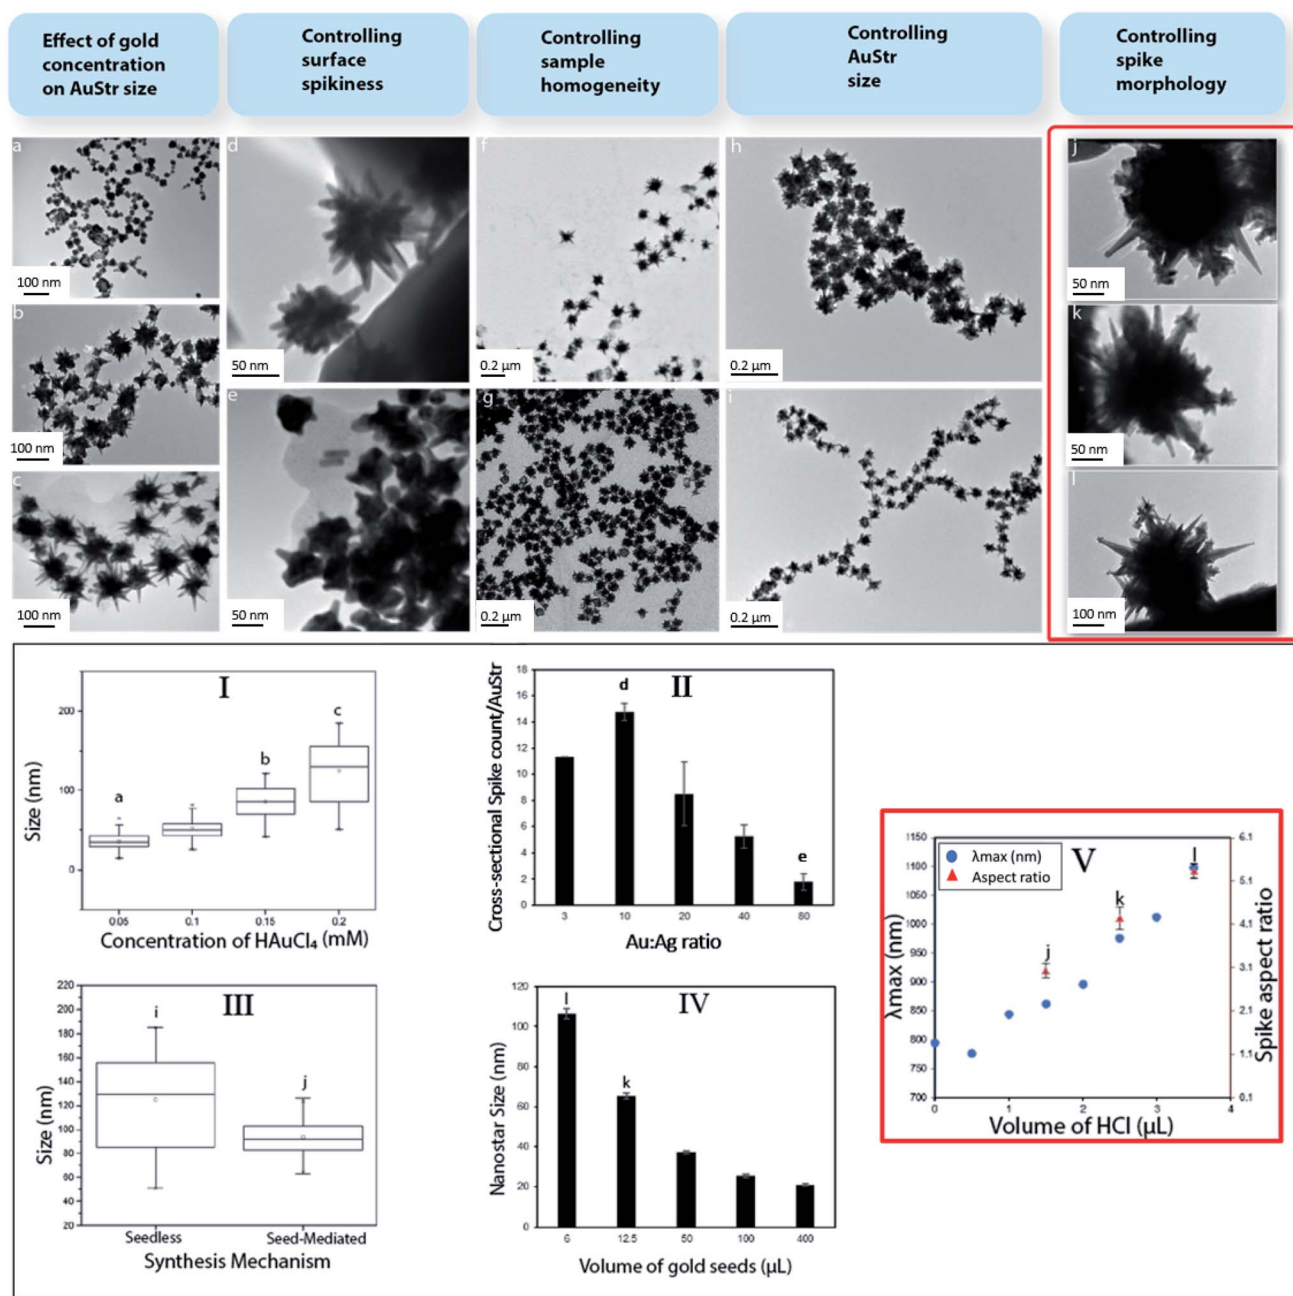 Effect of gold
concentration
on AuStr size
Controlling
surface
spikiness
Controlling
sample
homogeneity
Controlling
AuStr
size
Controlling
spike
morphology
a
100 nm
b
100 nm
c
100 nm
d
50 nm
e
50 nm
f
0.2 µm
g
0.2 µm
h
0.2 µm
i
0.2 µm
j
50 nm
k
50 nm
l
100 nm
I
Size (nm)
200
100
0
a
b
c
0.05
0.1
0.15
0.2
Concentration of HAuCl₄ (mM)
II
Cross-sectional Spike count/AuStr
18
16
14
12
10
8
6
4
2
0
d
e
3
10
20
40
80
Au:Ag ratio
III
Size (nm)
220
200
180
160
140
120
100
80
60
40
20
i
j
Seedless
Seed-Mediated
Synthesis Mechanism
IV
Nanostar Size (nm)
120
100
80
60
40
20
0
l
k
6
12.5
50
100
400
Volume of gold seeds (µL)
V
λmax (nm)
Aspect ratio
λmax (nm)
1150
1100
1050
1000
950
900
850
800
750
700
j
k
l
6.1
5.1
4.1
3.1
2.1
1.1
0.1
Spike aspect ratio
0
1
2
3
4
Volume of HCl (µL)